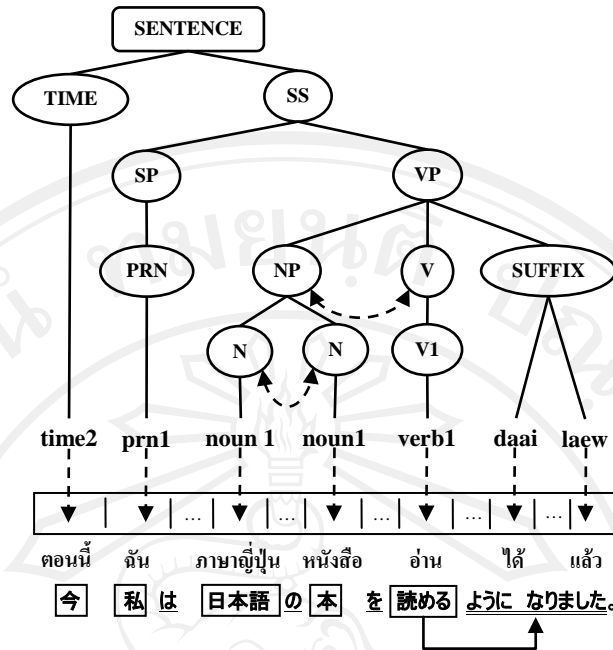 SENTENCE
TIME SS
SP VP
PRN NP V SUFFIX
N N V1
time2 prn1 noun 1 noun1 verb1 daai laew
... ... ... ... ...
ตอนนี้ ฉัน ภาษาญี่ปุ่น หนังสือ อ่าน ได้ แล้ว
今 私 は 日本語 の 本 を 読める ように なりました。